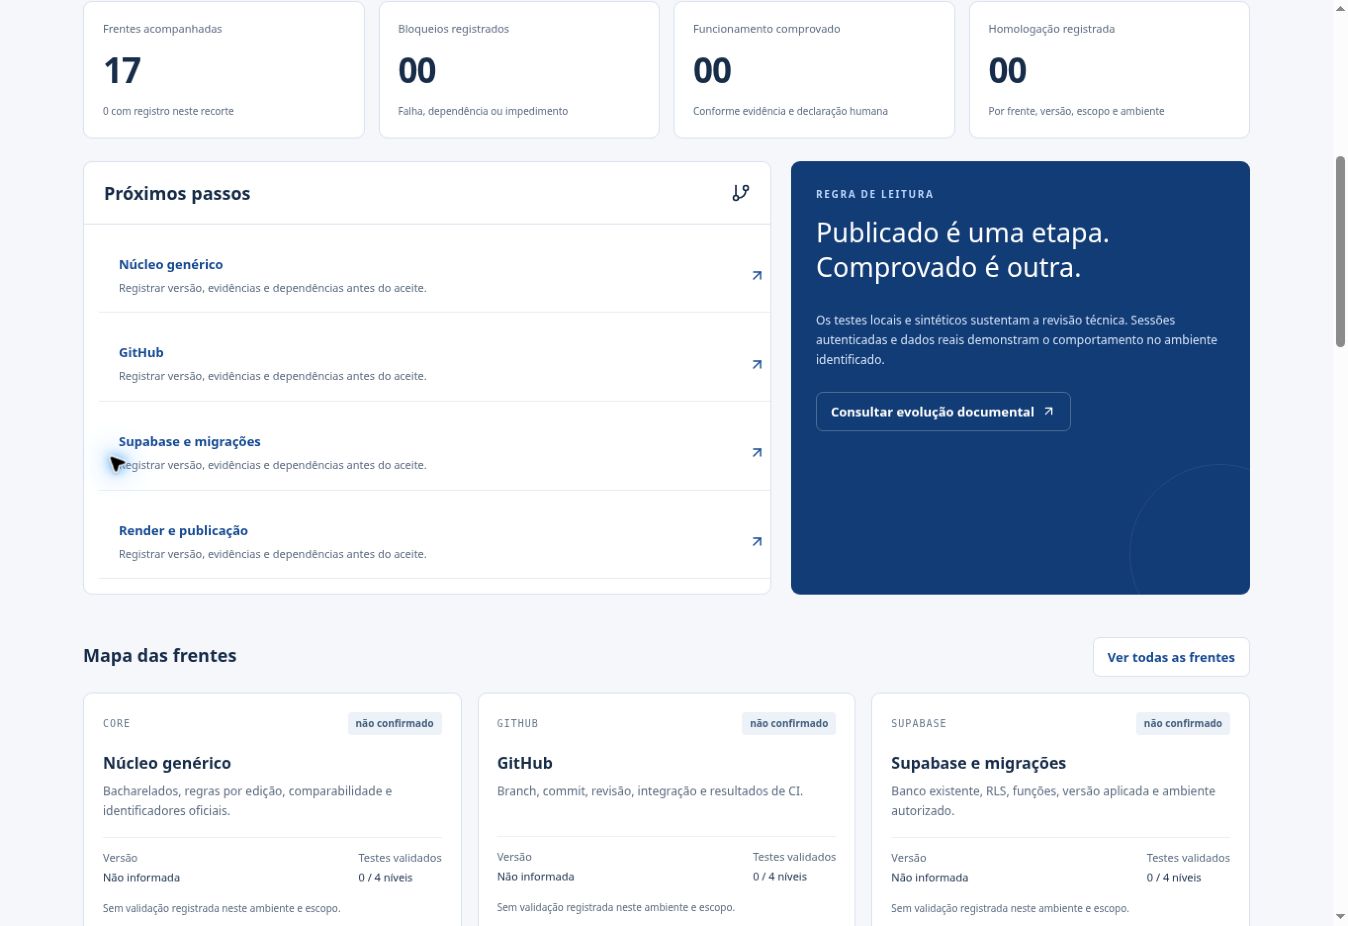 Frentes acompanhadas
17
0 com registro neste recorte
Bloqueios registrados
00
Falha, dependência ou impedimento
Funcionamento comprovado
00
Conforme evidência e declaração humana
Homologação registrada
00
Por frente, versão, escopo e ambiente
Próximos passos
Núcleo genérico
Registrar versão, evidências e dependências antes do aceite.
GitHub
Registrar versão, evidências e dependências antes do aceite.
Supabase e migrações
Registrar versão, evidências e dependências antes do aceite.
Render e publicação
Registrar versão, evidências e dependências antes do aceite.
REGRA DE LEITURA
Publicado é uma etapa.
Comprovado é outra.
Os testes locais e sintéticos sustentam a revisão técnica. Sessões
autenticadas e dados reais demonstram o comportamento no ambiente
identificado.
Consultar evolução documental
Mapa das frentes
Ver todas as frentes
CORE
não confirmado
Núcleo genérico
Bacharelados, regras por edição, comparabilidade e
identificadores oficiais.
Versão
Testes validados
Não informada
0 / 4 níveis
Sem validação registrada neste ambiente e escopo.
GITHUB
não confirmado
GitHub
Branch, commit, revisão, integração e resultados de CI.
Versão
Testes validados
Não informada
0 / 4 níveis
Sem validação registrada neste ambiente e escopo.
SUPABASE
não confirmado
Supabase e migrações
Banco existente, RLS, funções, versão aplicada e ambiente
autorizado.
Versão
Testes validados
Não informada
0 / 4 níveis
Sem validação registrada neste ambiente e escopo.